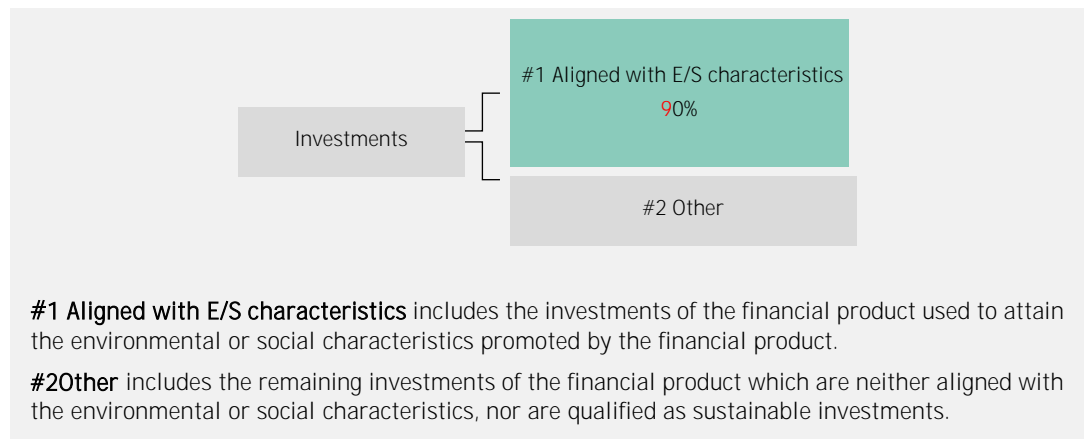 #1 Aligned with E/S characteristics
90%
Investments
#2 Other
#1 Aligned with E/S characteristics includes the investments of the financial product used to attain
the environmental or social characteristics promoted by the financial product.
#2Other includes the remaining investments of the financial product which are neither aligned with
the environmental or social characteristics, nor are qualified as sustainable investments.